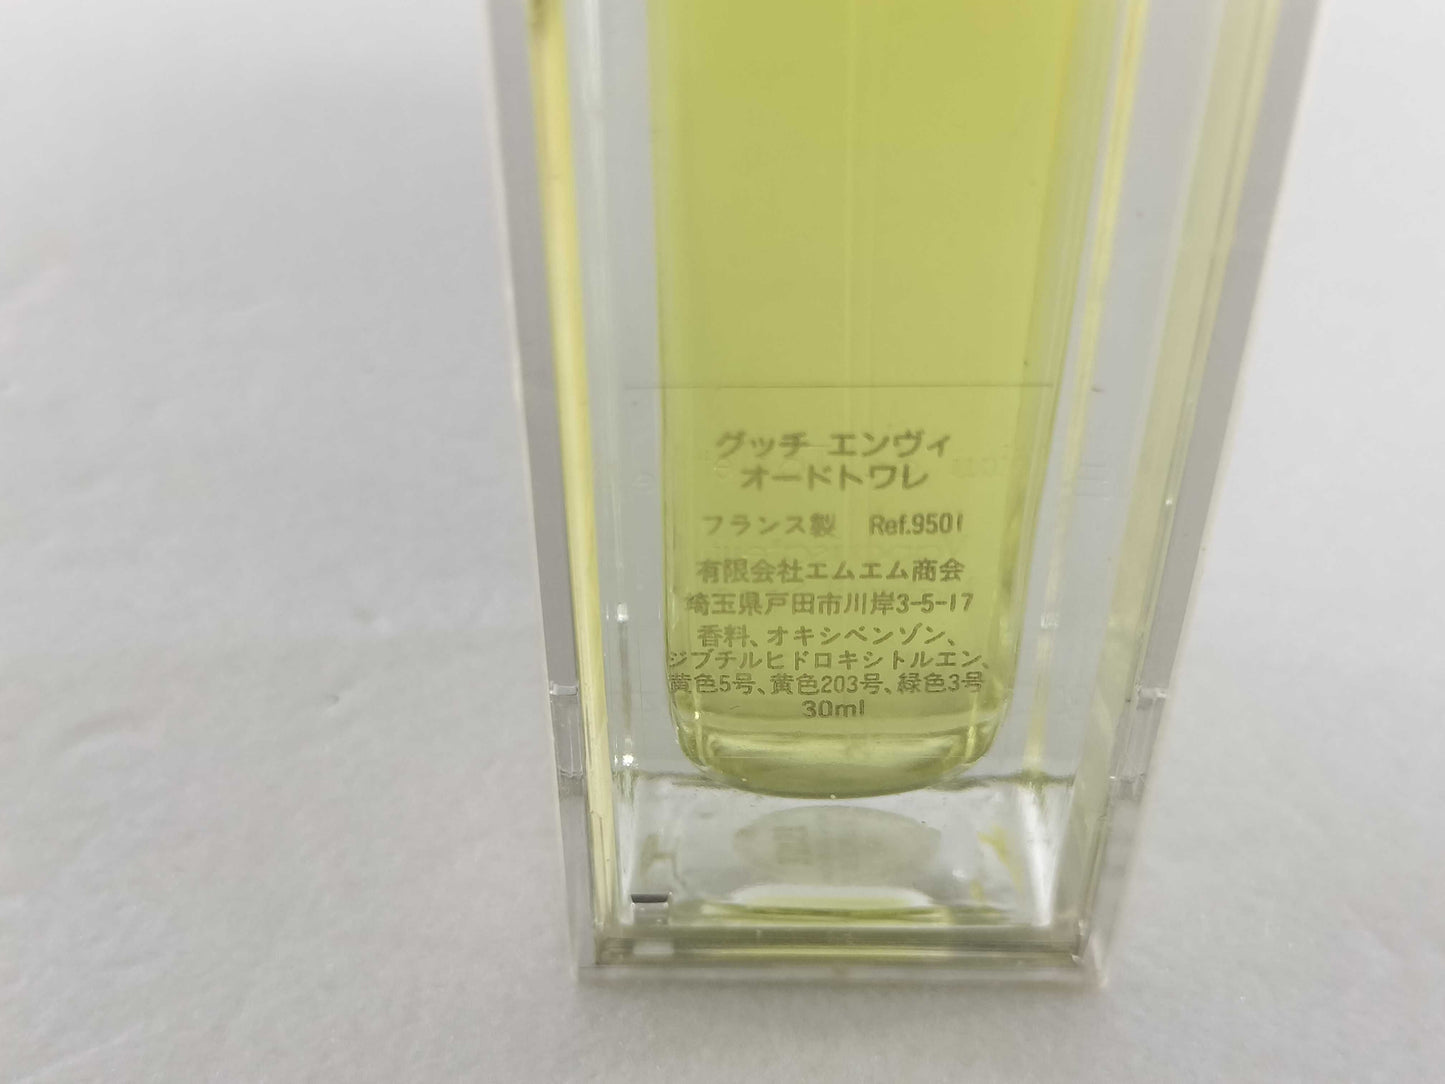 グッチ エンヴィ
オードトワレ
フランス製 Ref.9501
有限会社エムエム商会
埼玉県戸田市川岸3-5-17
香料、オキシベンゾン、
ジブチルヒドロキシトルエン、
黄色5号、黄色203号、緑色3号
30ml